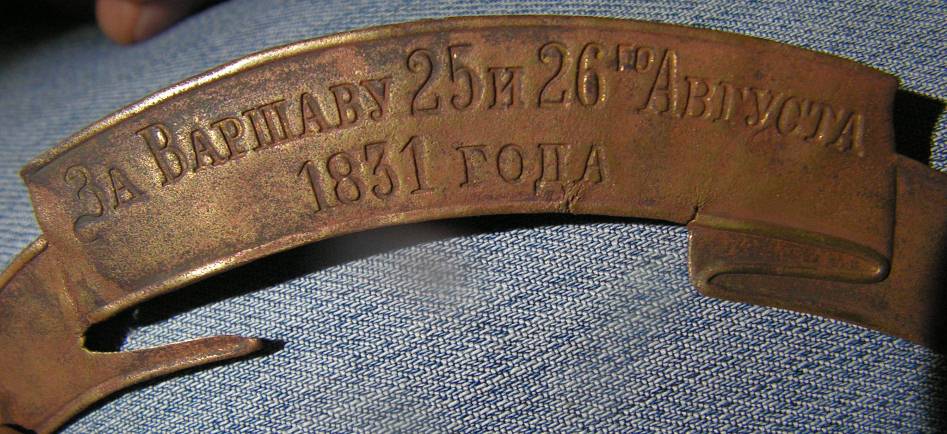 За Варшаву 25 и 26го Августа
1831 года